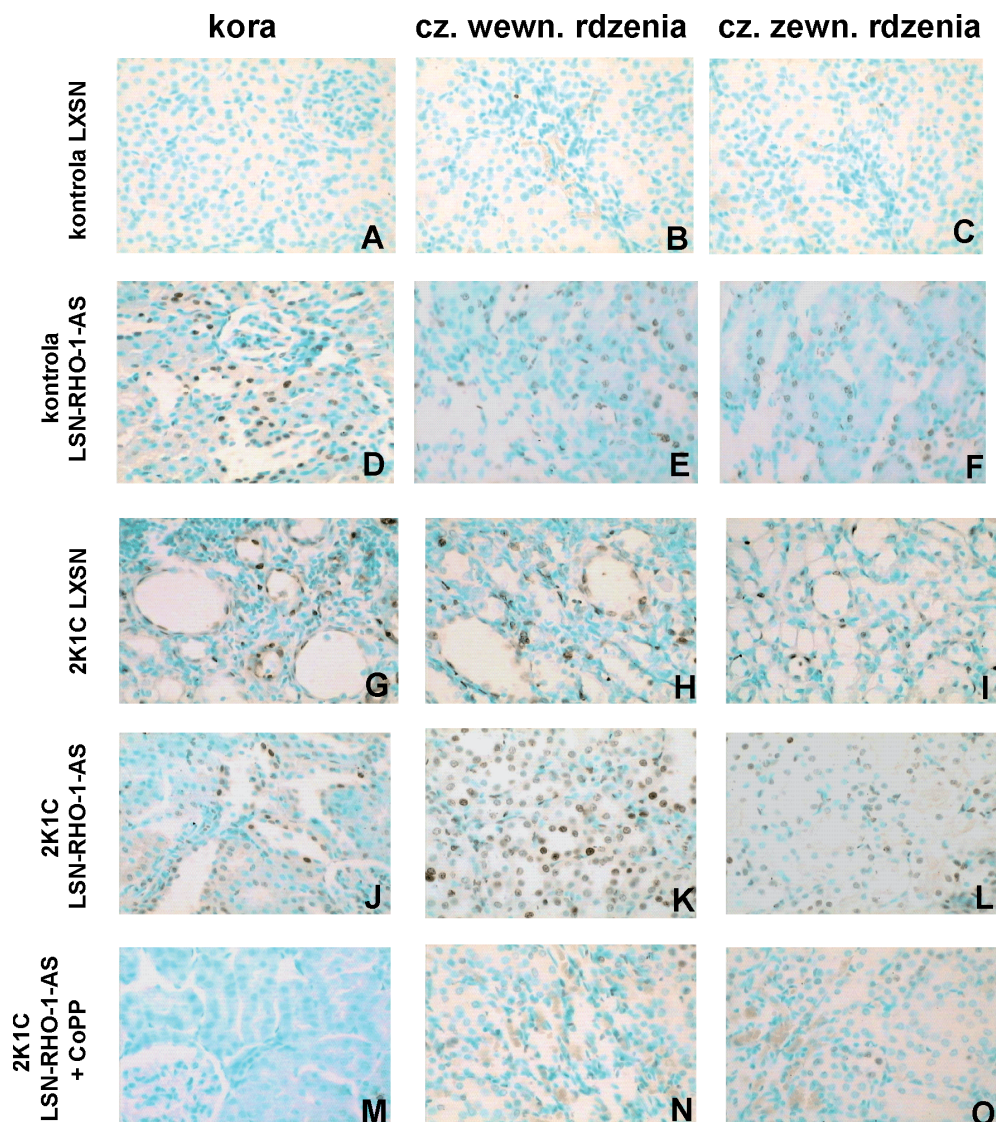 kora
cz. wewn. rdzenia
cz. zewn. rdzenia
kontrola LXSN
A
B
C
kontrola
LSN-RHO-1-AS
D
E
F
2K1C LXSN
G
H
I
2K1C
LSN-RHO-1-AS
J
K
L
2K1C
LSN-RHO-1-AS
+ CoPP
M
N
O